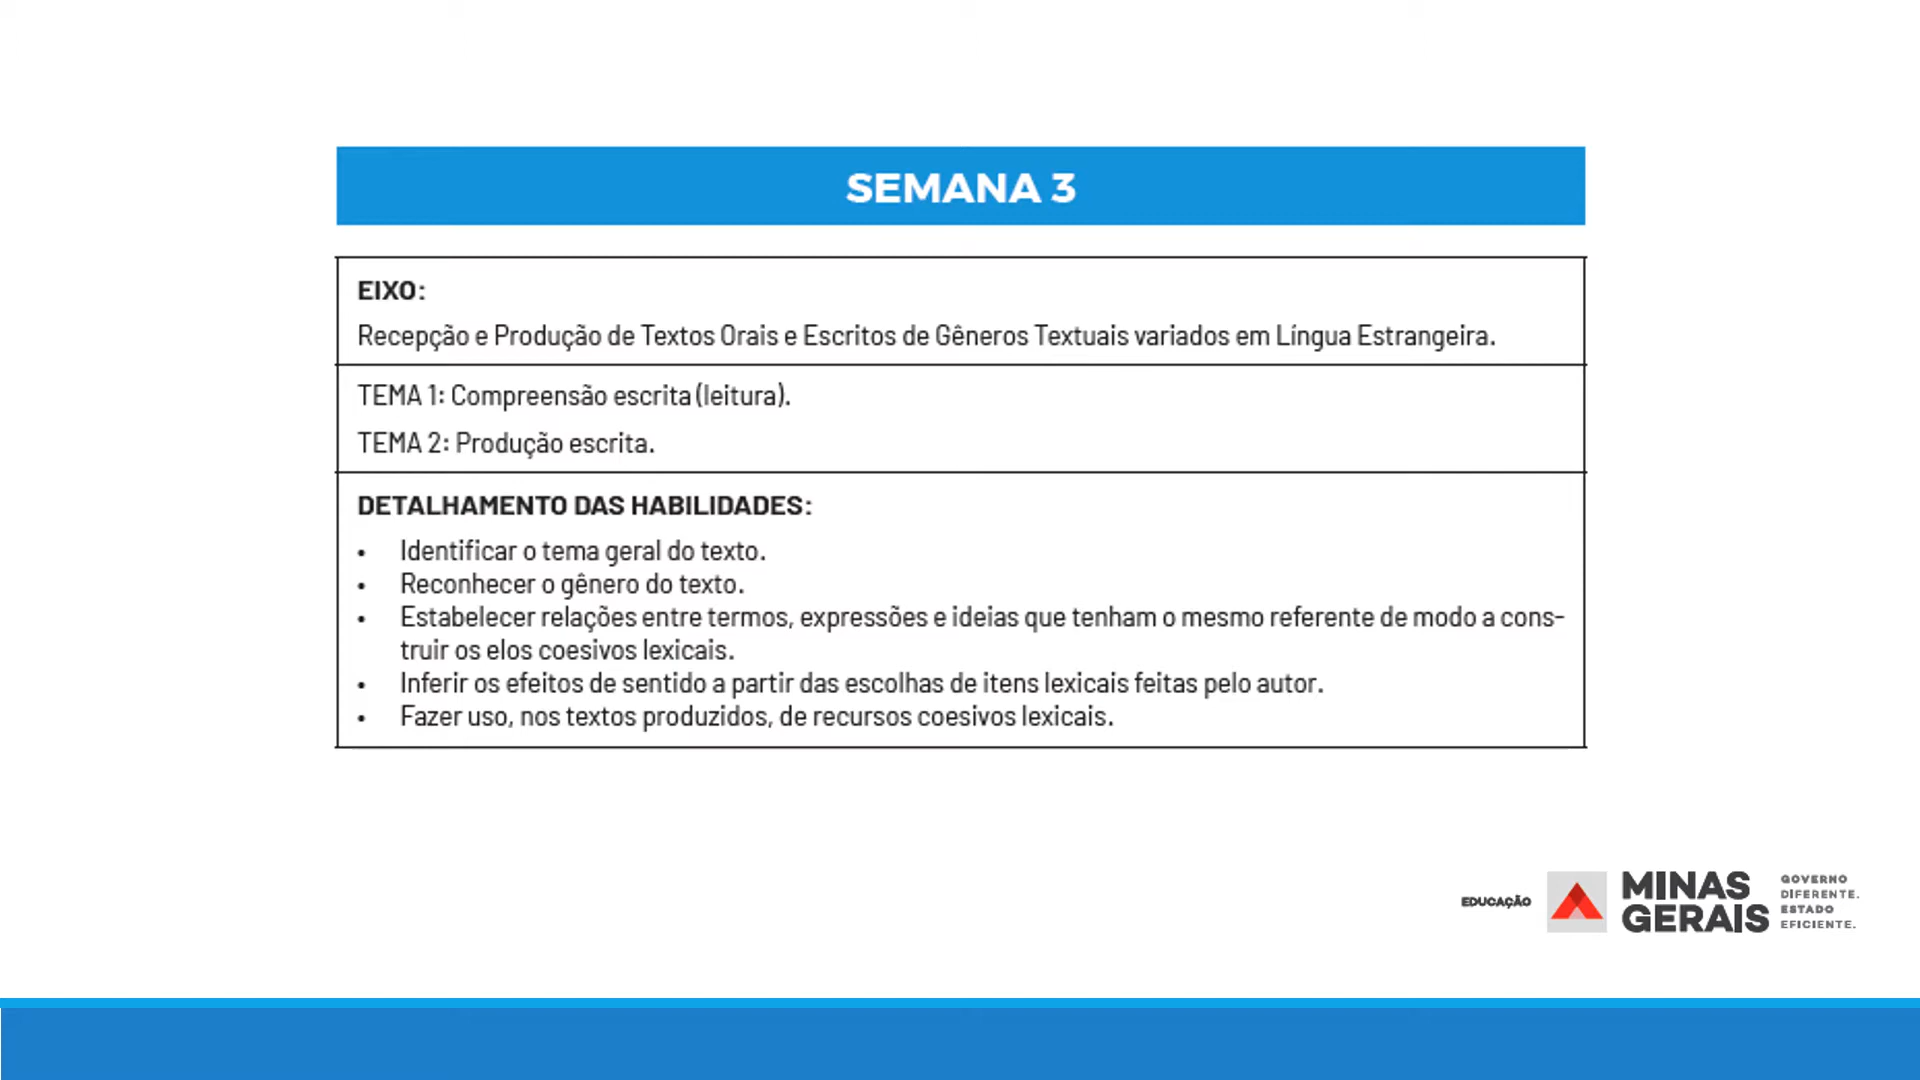 SEMANA 3
EIXO:
Recepção e Produção de Textos Orais e Escritos de Gêneros Textuais variados em Língua Estrangeira.
TEMA 1: Compreensão escrita (leitura).
TEMA 2: Produção escrita.
DETALHAMENTO DAS HABILIDADES:
• Identificar o tema geral do texto.
• Reconhecer o gênero do texto.
• Estabelecer relações entre termos, expressões e ideias que tenham o mesmo referente de modo a cons-
truir os elos coesivos lexicais.
• Inferir os efeitos de sentido a partir das escolhas de itens lexicais feitas pelo autor.
• Fazer uso, nos textos produzidos, de recursos coesivos lexicais.
EDUCAÇÃO
MINAS
GERAIS
GOVERNO
DIFERENTE.
ESTADO
EFICIENTE.